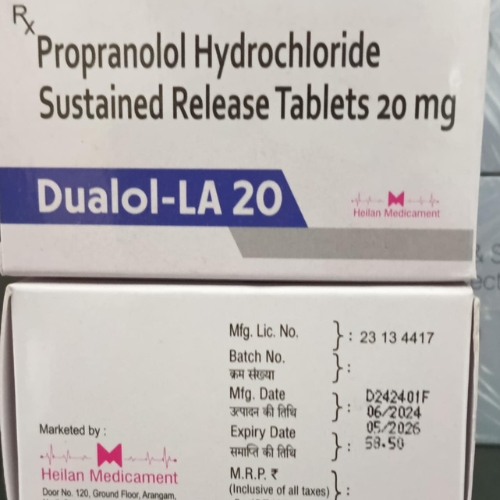 Rx
Propranolol Hydrochloride
Sustained Release Tablets 20 mg
Dualol-LA 20
Heilan Medicament
Mfg. Lic. No. } : 23 13 4417
Batch No.
क्रम संख्या } :
Mfg. Date D242401F
उत्पादन की तिथि } : 06/2024
Expiry Date 05/2026
समाप्ति की तिथि } : 58.50
M.R.P. ₹
(Inclusive of all taxes) } :
Marketed by :
Heilan Medicament
Door No. 120, Ground Floor, Arangam,
& S
ect